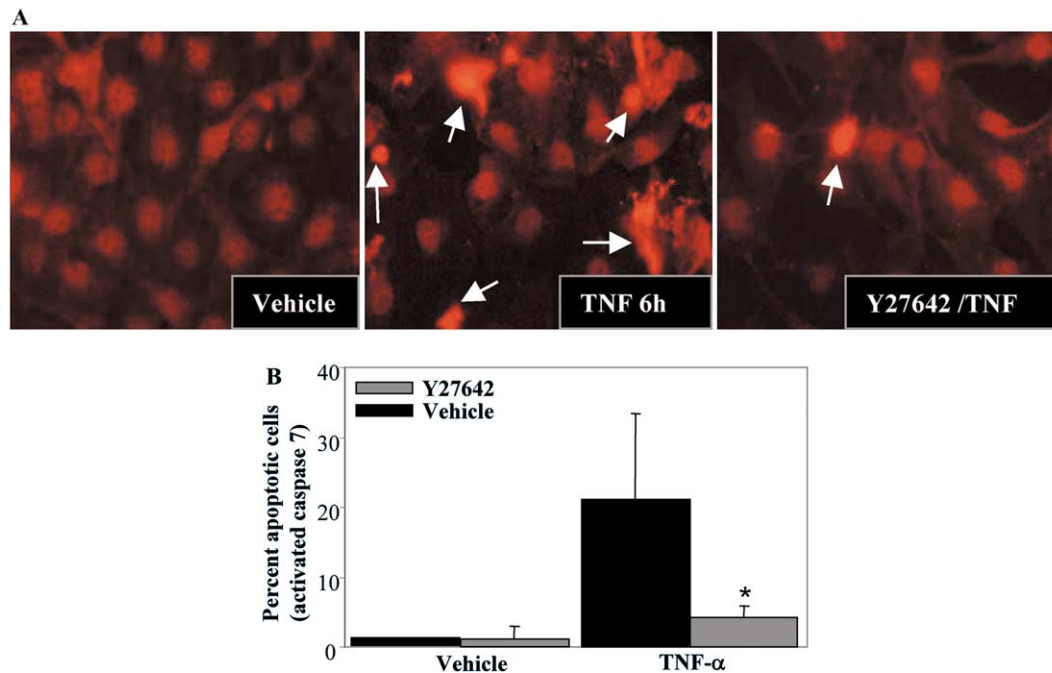 A
Vehicle
TNF 6h
Y27642 /TNF
B
Percent apoptotic cells
(activated caspase 7)
40
30
20
10
0
Y27642
Vehicle
*
Vehicle
TNF-α